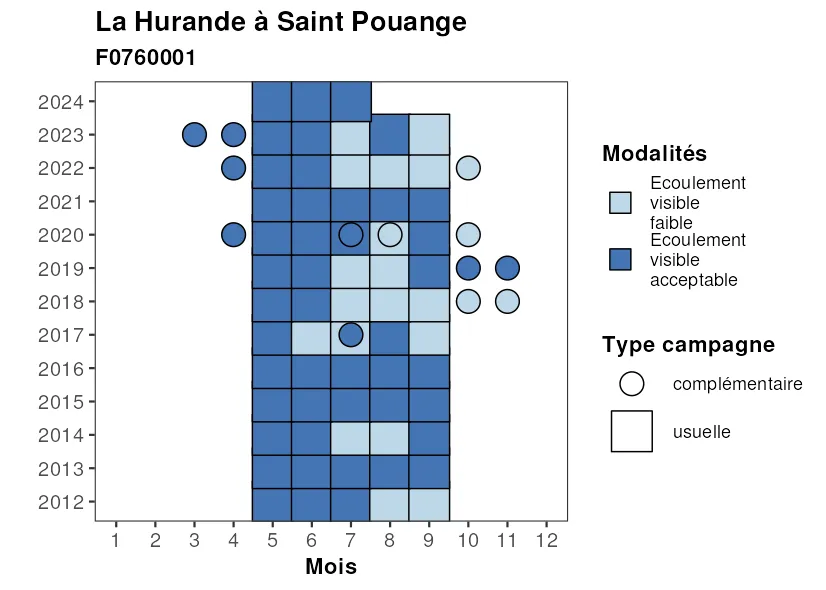 La Hurande à Saint Pouange
F0760001
2024
2023
2022
2021
2020
2019
2018
2017
2016
2015
2014
2013
2012
1 2 3 4 5 6 7 8 9 10 11 12
Mois
Modalités
Ecoulement
visible
faible
Ecoulement
visible
acceptable
Type campagne
complémentaire
usuelle